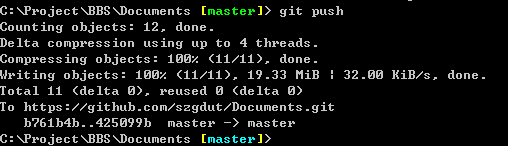 C:\Project\BBS\Documents [master]> git push
Counting objects: 12, done.
Delta compression using up to 4 threads.
Compressing objects: 100% (11/11), done.
Writing objects: 100% (11/11), 19.33 MiB | 32.00 KiB/s, done.
Total 11 (delta 0), reused 0 (delta 0)
To https://github.com/szgdut/Documents.git
   b761b4b..425099b  master -> master
C:\Project\BBS\Documents [master]>